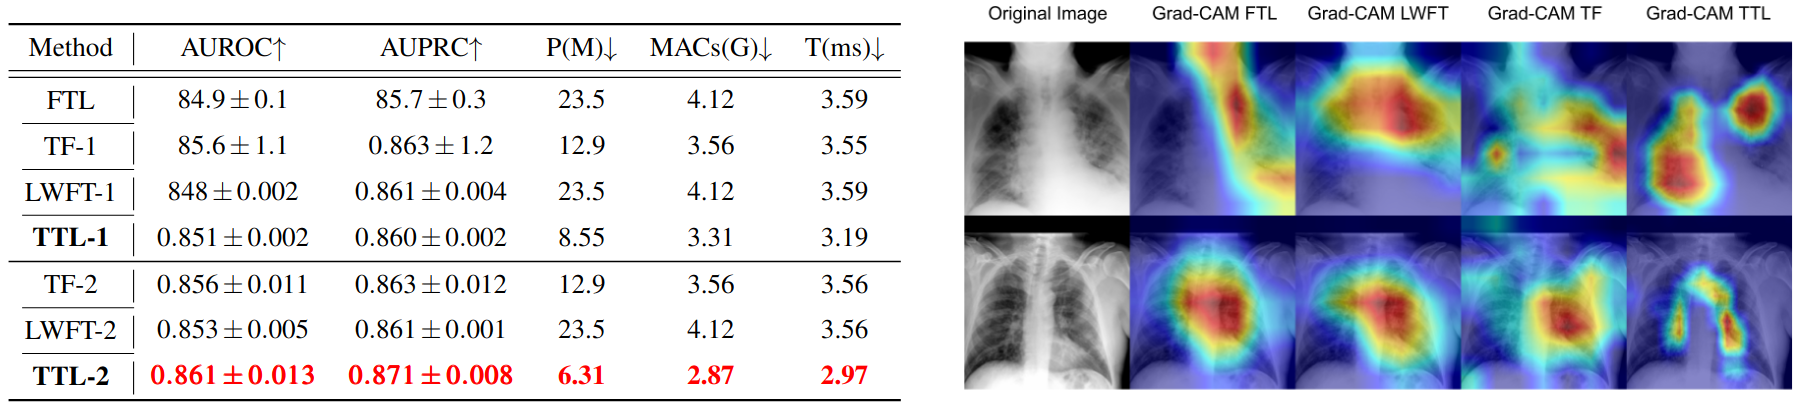 Method AUROC↑ AUPRC↑ P(M)↓ MACs(G)↓ T(ms)↓
FTL 84.9±0.1 85.7±0.3 23.5 4.12 3.59
TF-1 85.6±1.1 0.863±1.2 12.9 3.56 3.55
LWFT-1 848±0.002 0.861±0.004 23.5 4.12 3.59
TTL-1 0.851±0.002 0.860±0.002 8.55 3.31 3.19
TF-2 0.856±0.011 0.863±0.012 12.9 3.56 3.56
LWFT-2 0.853±0.005 0.861±0.001 23.5 4.12 3.56
TTL-2 0.861±0.013 0.871±0.008 6.31 2.87 2.97
Original Image Grad-CAM FTL Grad-CAM LWFT Grad-CAM TF Grad-CAM TTL